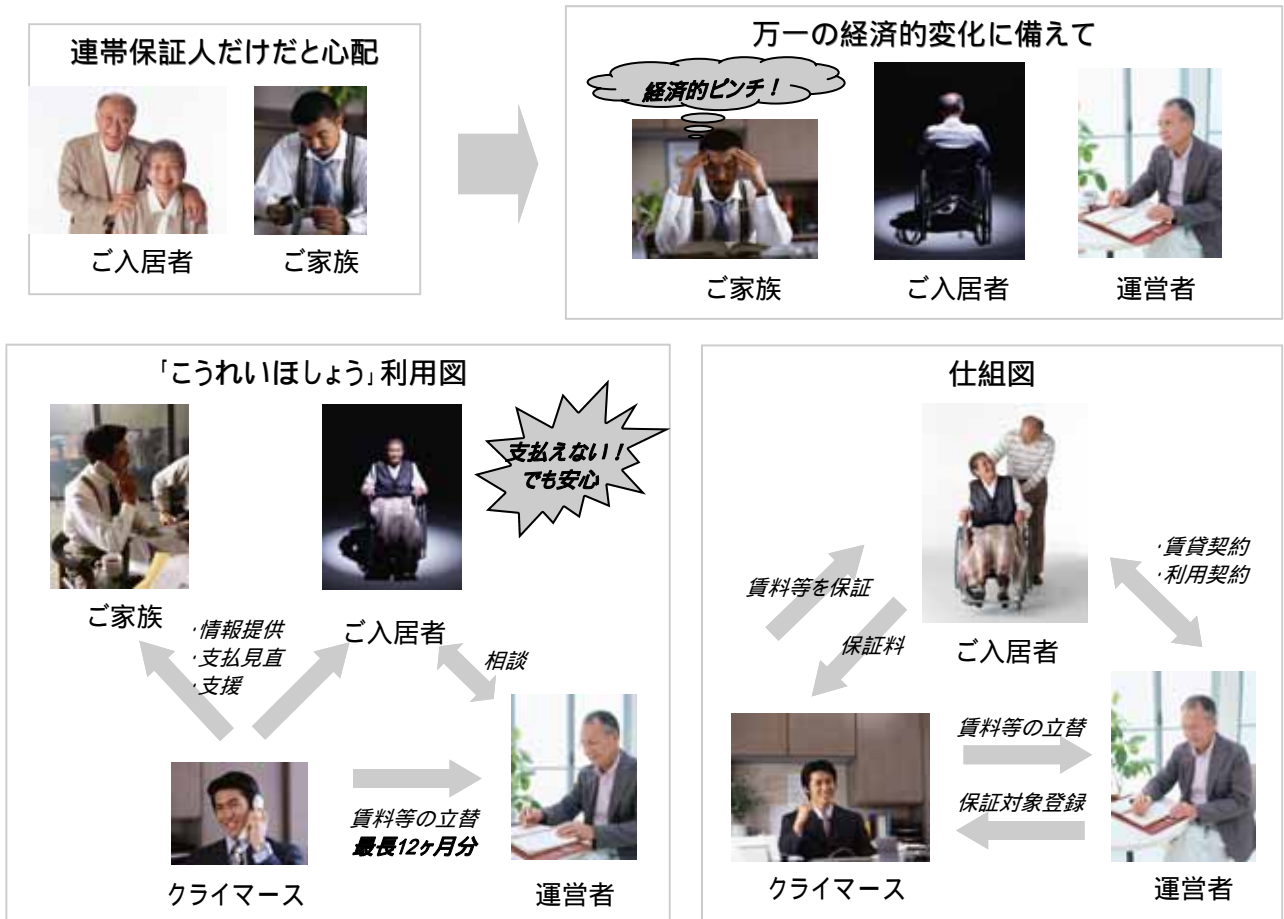 連帯保証人だけだと心配
ご入居者
ご家族
万一の経済的変化に備えて
経済的ピンチ！
ご家族
ご入居者
運営者
「こうれいほしょう」利用図
支払えない！
でも安心
ご家族
ご入居者
・情報提供
・支払見直
・支援
相談
賃料等の立替
最長12ヶ月分
クライマース
運営者
仕組図
賃料等を保証
保証料
ご入居者
・賃貸契約
・利用契約
賃料等の立替
保証対象登録
クライマース
運営者